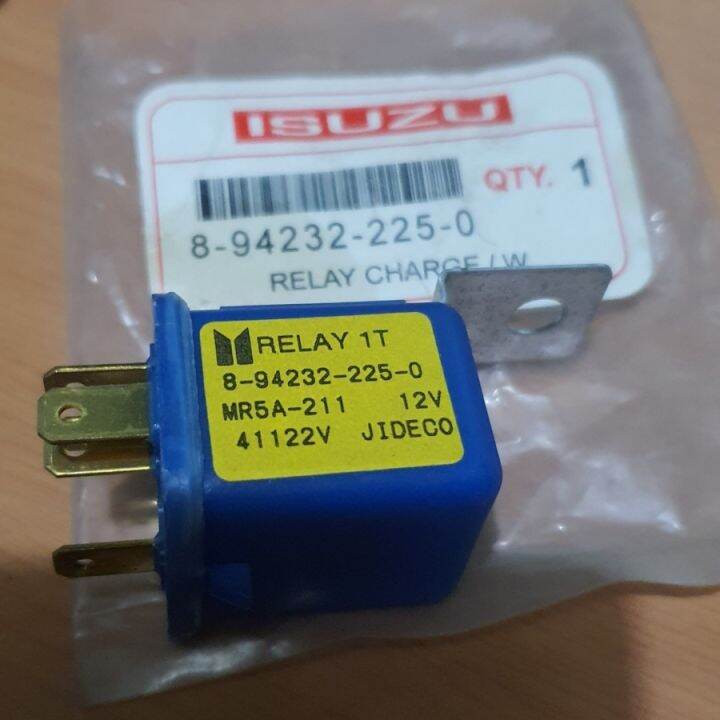 ISUZU
QTY. 1
8-94232-225-0
RELAY CHARGE / W
RELAY 1T
8-94232-225-0
MR5A-211 12V
41122V JIDECO